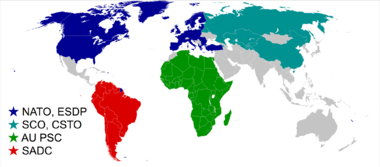 NATO, ESDP
SCO, CSTO
AU PSC
SADC